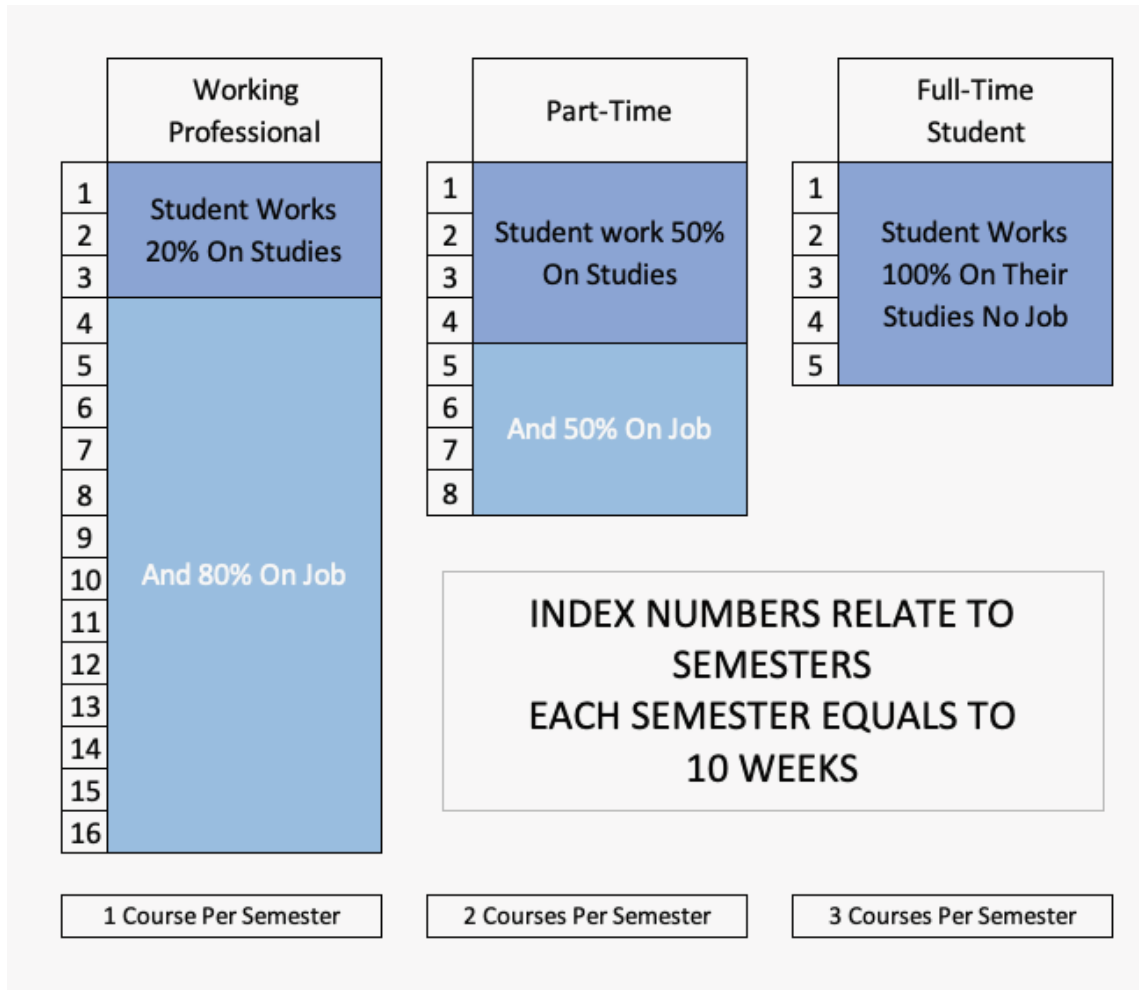 Working
Professional
1
2
3
4
5
6
7
8
9
10
11
12
13
14
15
16
Student Works
20% On Studies
And 80% On Job
1 Course Per Semester
Part-Time
1
2
3
4
5
6
7
8
Student work 50%
On Studies
And 50% On Job
2 Courses Per Semester
Full-Time
Student
1
2
3
4
5
Student Works
100% On Their
Studies No Job
3 Courses Per Semester
INDEX NUMBERS RELATE TO
SEMESTERS
EACH SEMESTER EQUALS TO
10 WEEKS